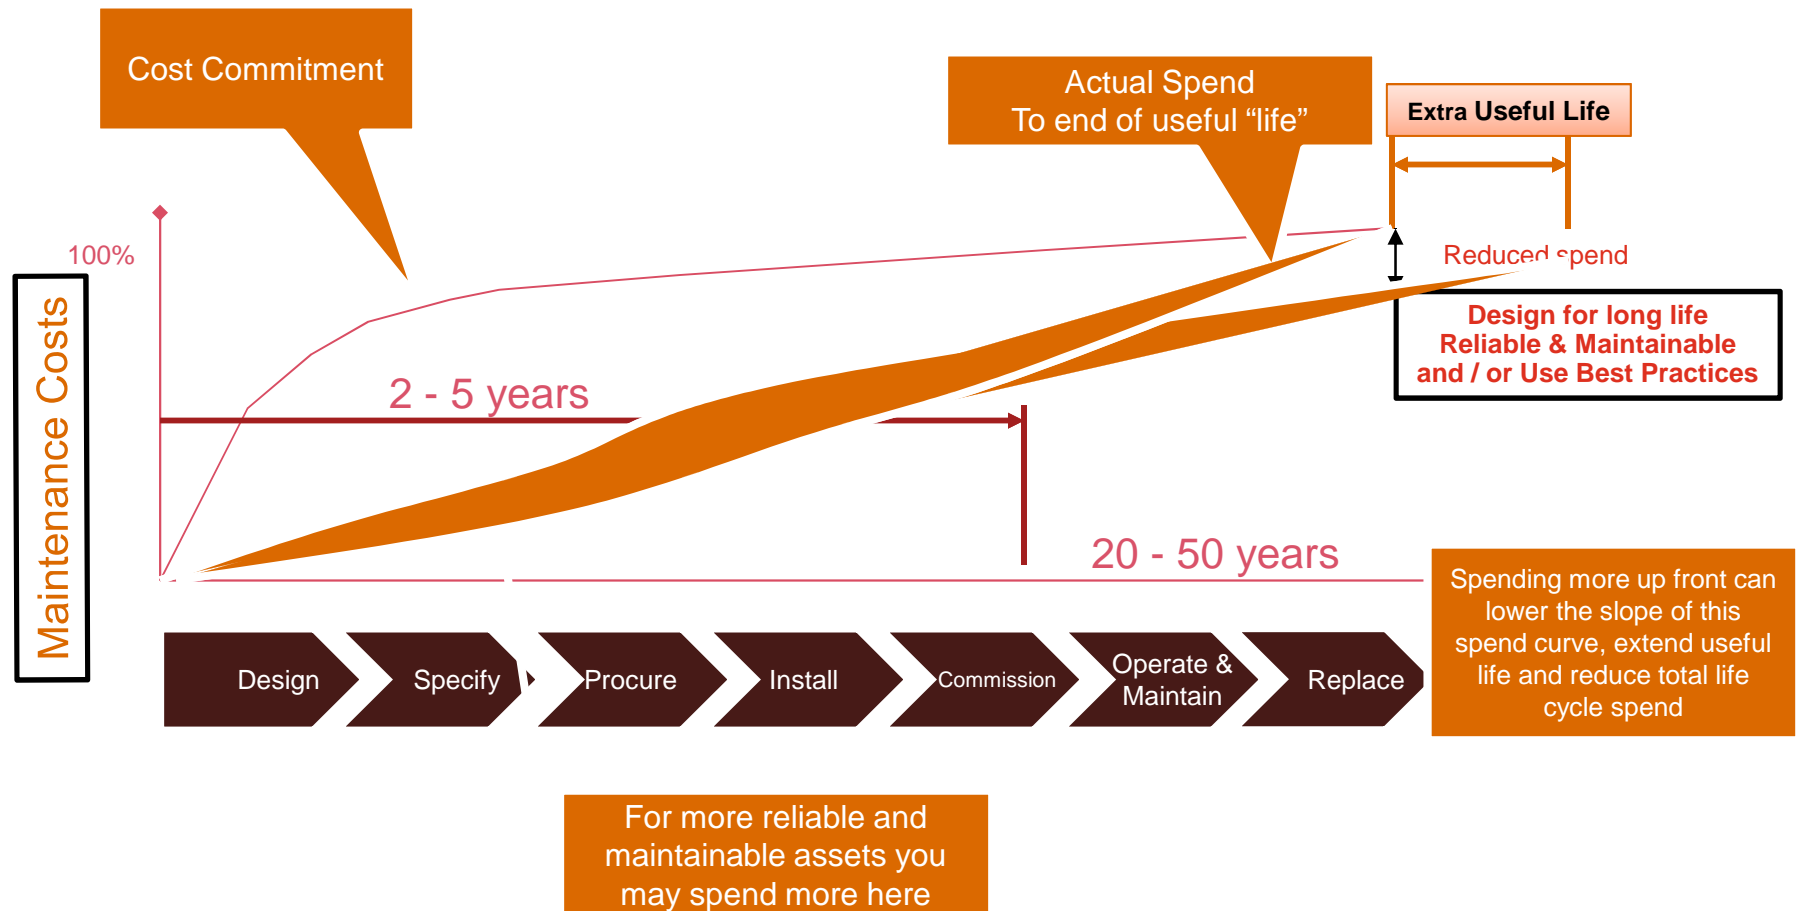 Cost Commitment
Actual Spend
To end of useful “life”
Extra Useful Life
100%
Reduced spend
Maintenance Costs
Design for long life
Reliable & Maintainable
and / or Use Best Practices
2 - 5 years
20 - 50 years
Spending more up front can
lower the slope of this
spend curve, extend useful
life and reduce total life
cycle spend
Design
Specify
Procure
Install
Commission
Operate &
Maintain
Replace
For more reliable and
maintainable assets you
may spend more here